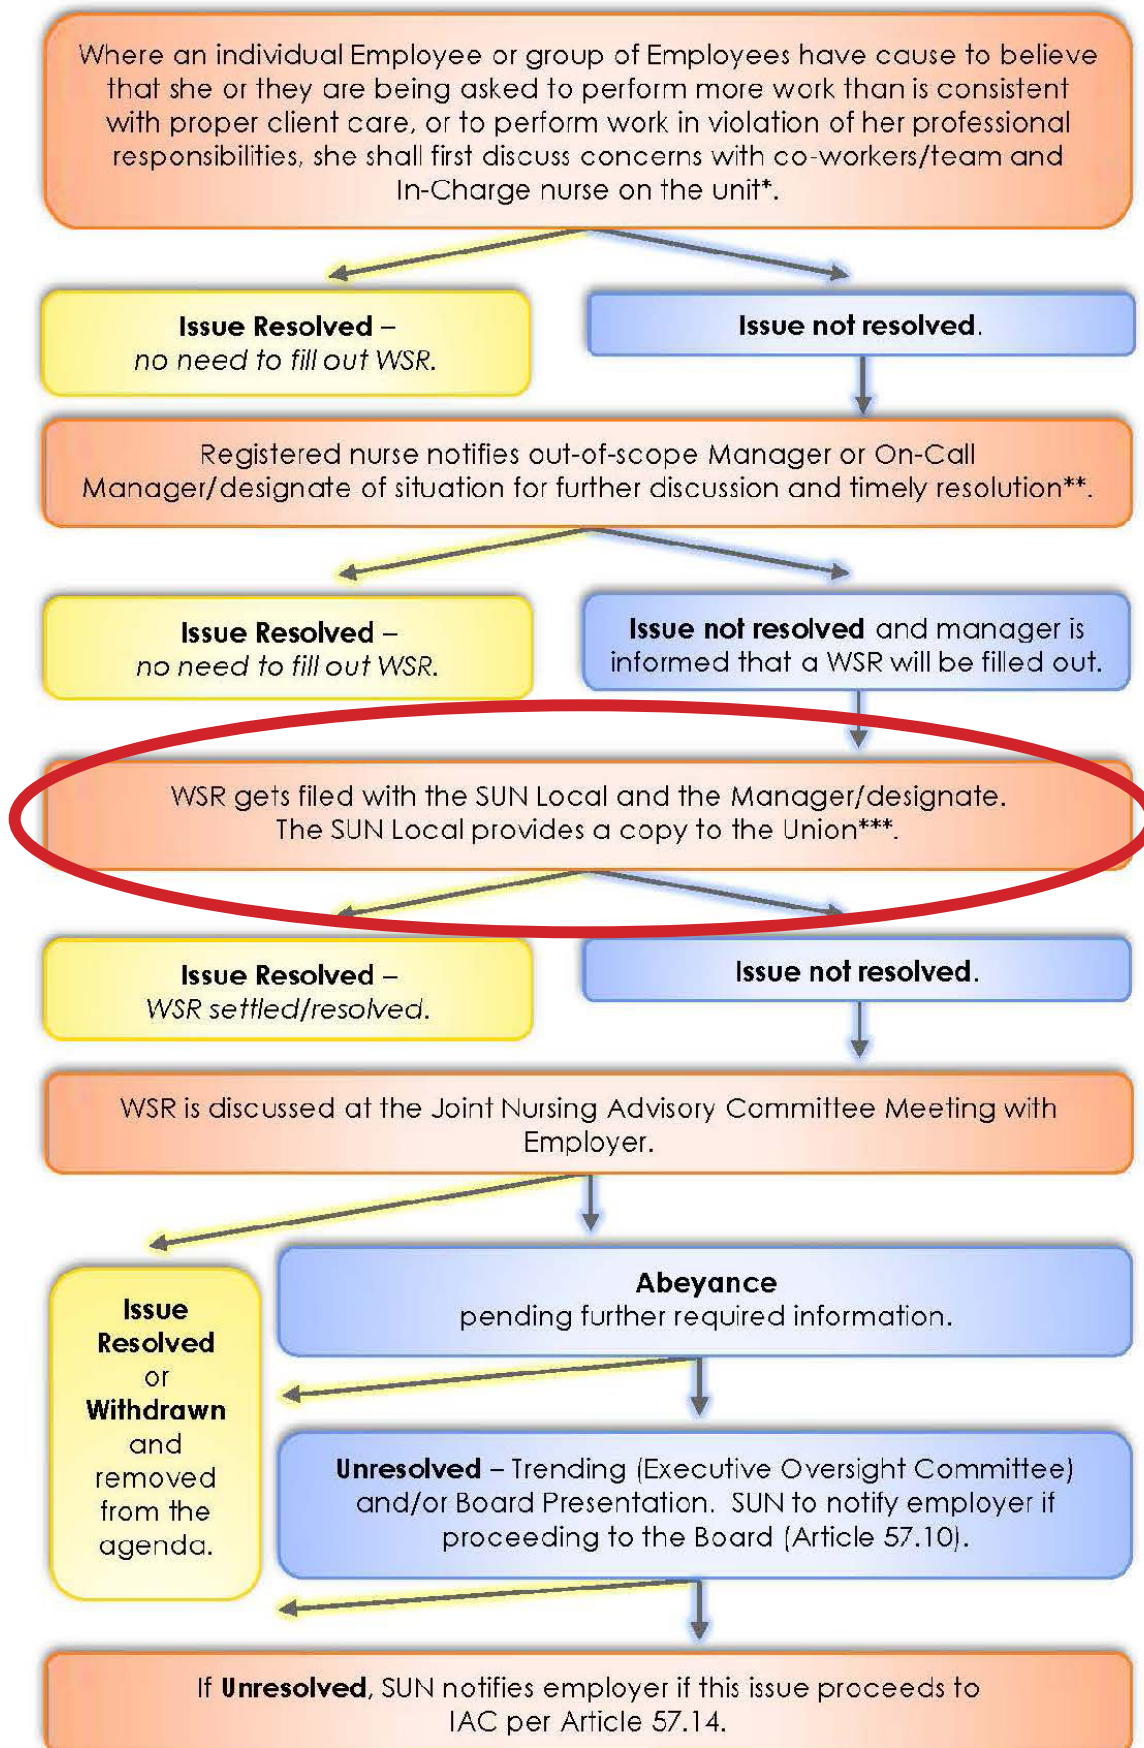 Where an individual Employee or group of Employees have cause to believe
that she or they are being asked to perform more work than is consistent
with proper client care, or to perform work in violation of her professional
responsibilities, she shall first discuss concerns with co-workers/team and
In-Charge nurse on the unit*.
Issue Resolved –
no need to fill out WSR.
Issue not resolved.
Registered nurse notifies out-of-scope Manager or On-Call
Manager/designate of situation for further discussion and timely resolution**.
Issue Resolved –
no need to fill out WSR.
Issue not resolved and manager is
informed that a WSR will be filled out.
WSR gets filed with the SUN Local and the Manager/designate.
The SUN Local provides a copy to the Union***.
Issue Resolved –
WSR settled/resolved.
Issue not resolved.
WSR is discussed at the Joint Nursing Advisory Committee Meeting with
Employer.
Issue
Resolved
or
Withdrawn
and
removed
from the
agenda.
Abeyance
pending further required information.
Unresolved – Trending (Executive Oversight Committee)
and/or Board Presentation.  SUN to notify employer if
proceeding to the Board (Article 57.10).
If Unresolved, SUN notifies employer if this issue proceeds to
IAC per Article 57.14.